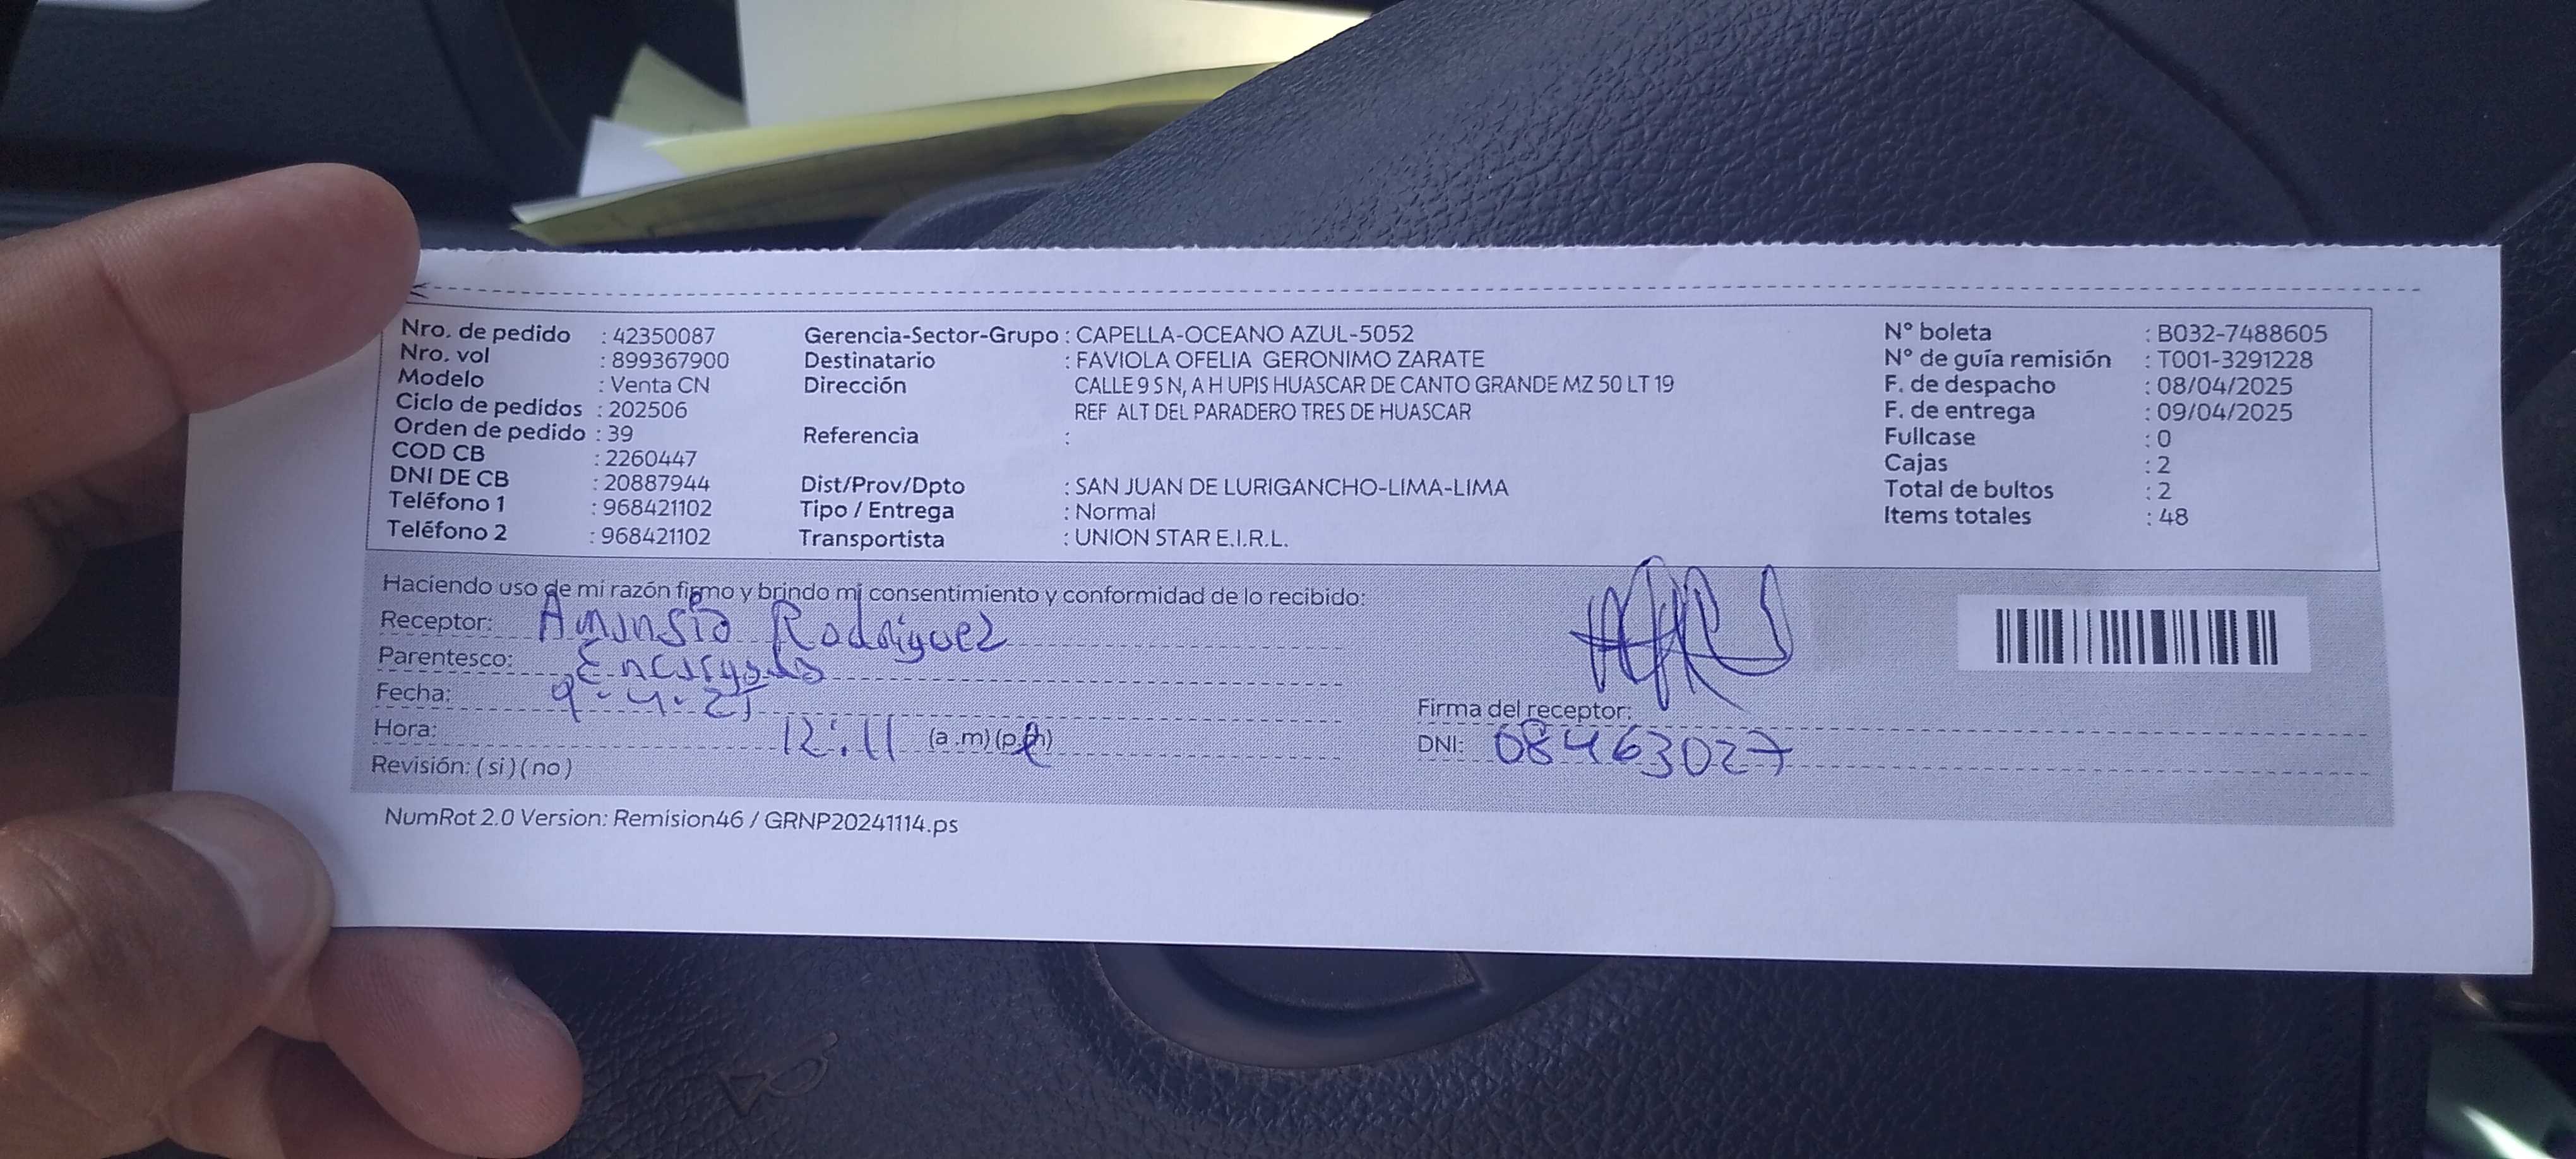 Nro. de pedido : 42350087
Nro. vol : 899367900
Modelo : Venta CN
Ciclo de pedidos : 202506
Orden de pedido : 39
COD CB : 2260447
DNI DE CB : 20887944
Teléfono 1 : 968421102
Teléfono 2 : 968421102
Gerencia-Sector-Grupo : CAPELLA-OCEANO AZUL-5052
Destinatario : FAVIOLA OFELIA GERONIMO ZARATE
Dirección CALLE 9 S N, A H UPIS HUASCAR DE CANTO GRANDE MZ 50 LT 19
REF ALT DEL PARADERO TRES DE HUASCAR
Referencia :
Dist/Prov/Dpto : SAN JUAN DE LURIGANCHO-LIMA-LIMA
Tipo / Entrega : Normal
Transportista : UNION STAR E.I.R.L.
N° boleta : B032-7488605
N° de guía remisión : T001-3291228
F. de despacho : 08/04/2025
F. de entrega : 09/04/2025
Fullcase : 0
Cajas : 2
Total de bultos : 2
Items totales : 48
Haciendo uso de mi razón firmo y brindo mi consentimiento y conformidad de lo recibido:
Receptor: Rodriguez
Parentesco: Encargado
Fecha: 9-4-25
Hora: 12:11 (a.m) (p.m)
Revisión: (si) (no)
Firma del receptor:
DNI: 08463027
NumRot 2.0 Version: Remision46 / GRNP20241114.ps